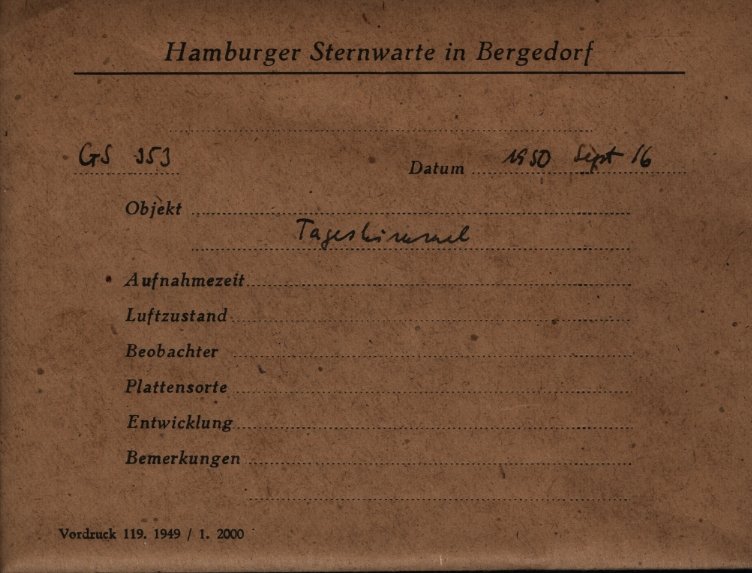 Hamburger Sternwarte in Bergedorf
GS 353 Datum 1950 Sept 16
Objekt
Tageshimmel
Aufnahmezeit
Luftzustand
Beobachter
Plattensorte
Entwicklung
Bemerkungen
Vordruck 119. 1949 / 1. 2000